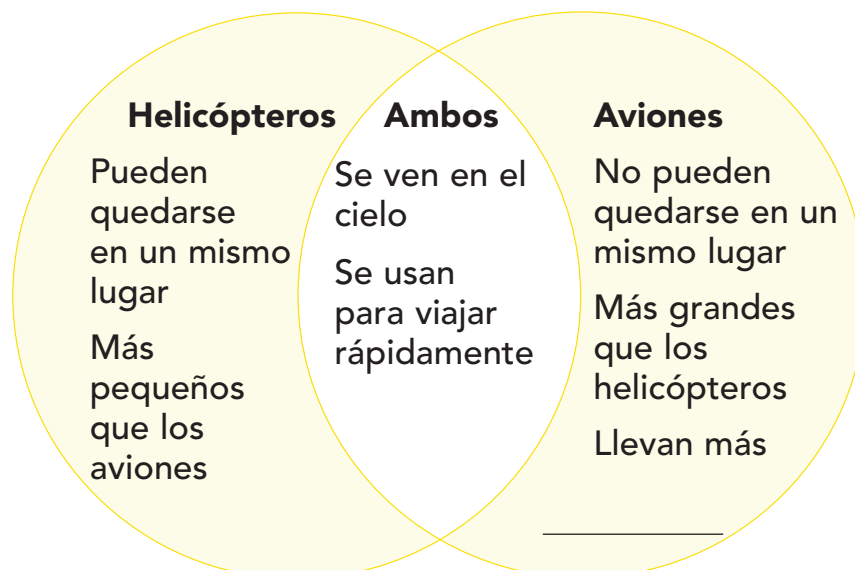 Helicópteros
Pueden
quedarse
en un mismo
lugar
Más
pequeños
que los
aviones
Ambos
Se ven en el
cielo
Se usan
para viajar
rápidamente
Aviones
No pueden
quedarse en un
mismo lugar
Más grandes
que los
helicópteros
Llevan más